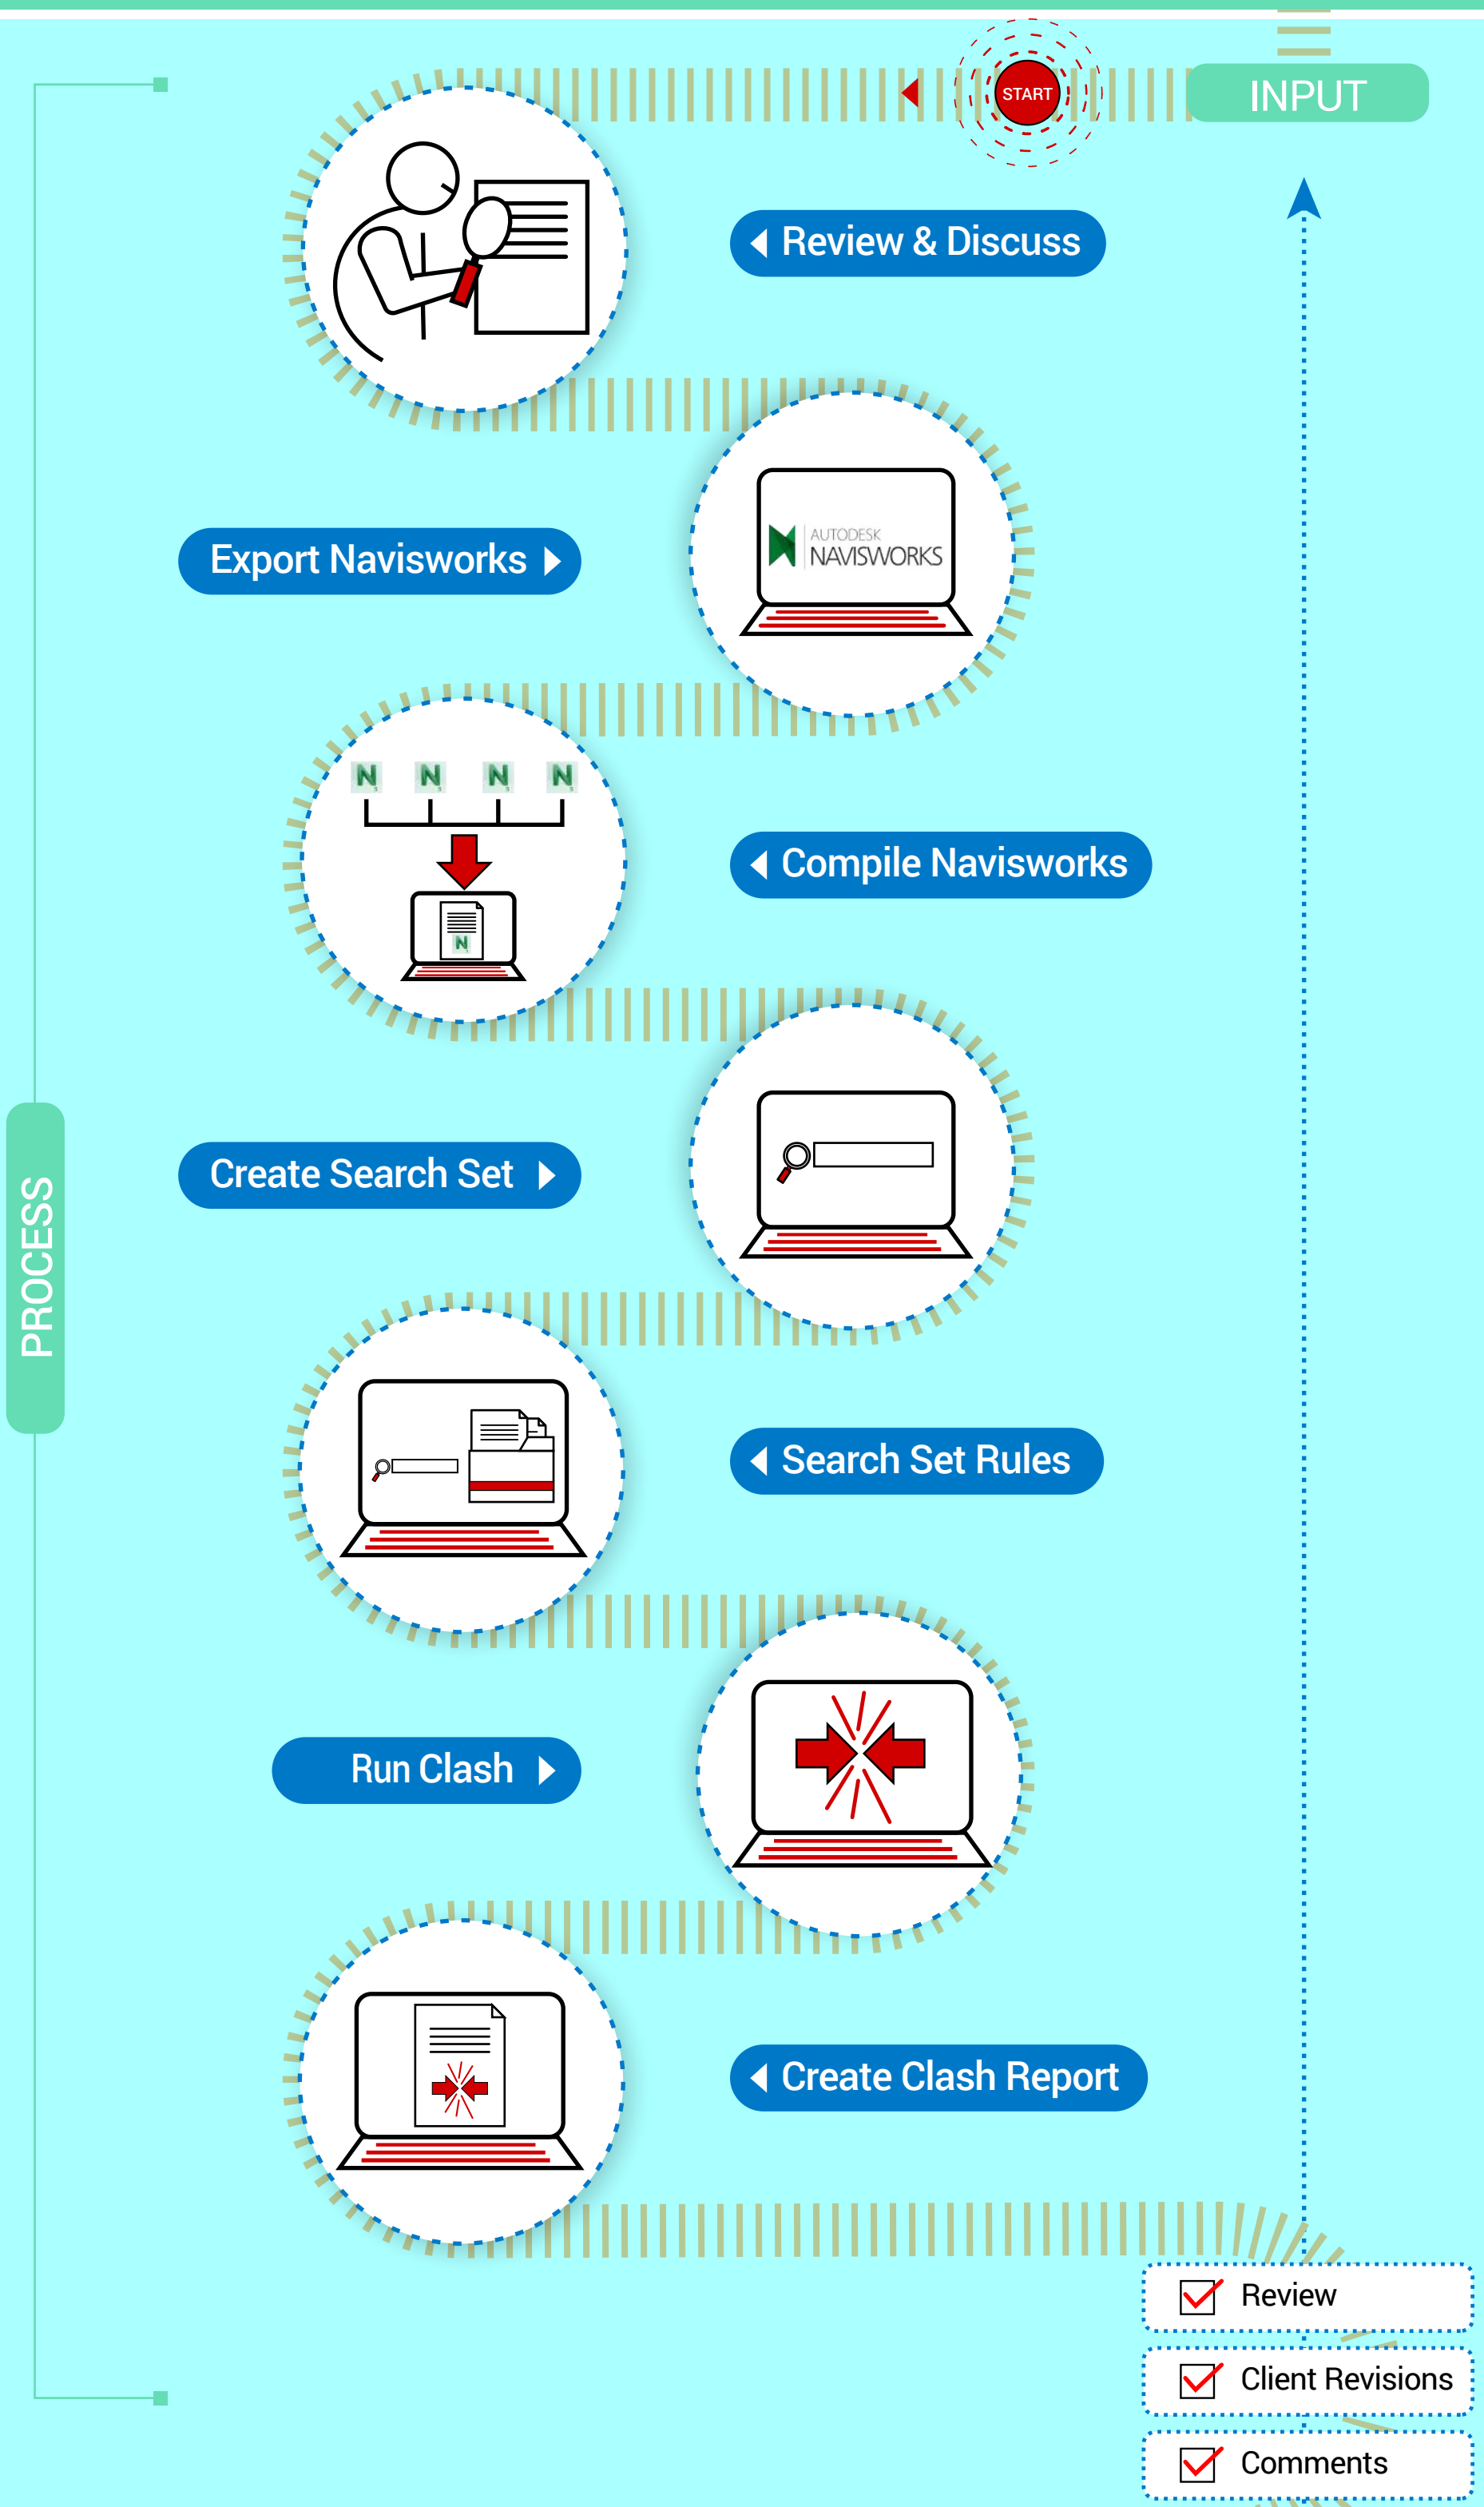 INPUT
START
Review & Discuss
AUTODESK
NAVISWORKS
Export Navisworks
N N N N
N
Compile Navisworks
Create Search Set
PROCESS
Search Set Rules
Run Clash
Create Clash Report
Review
Client Revisions
Comments